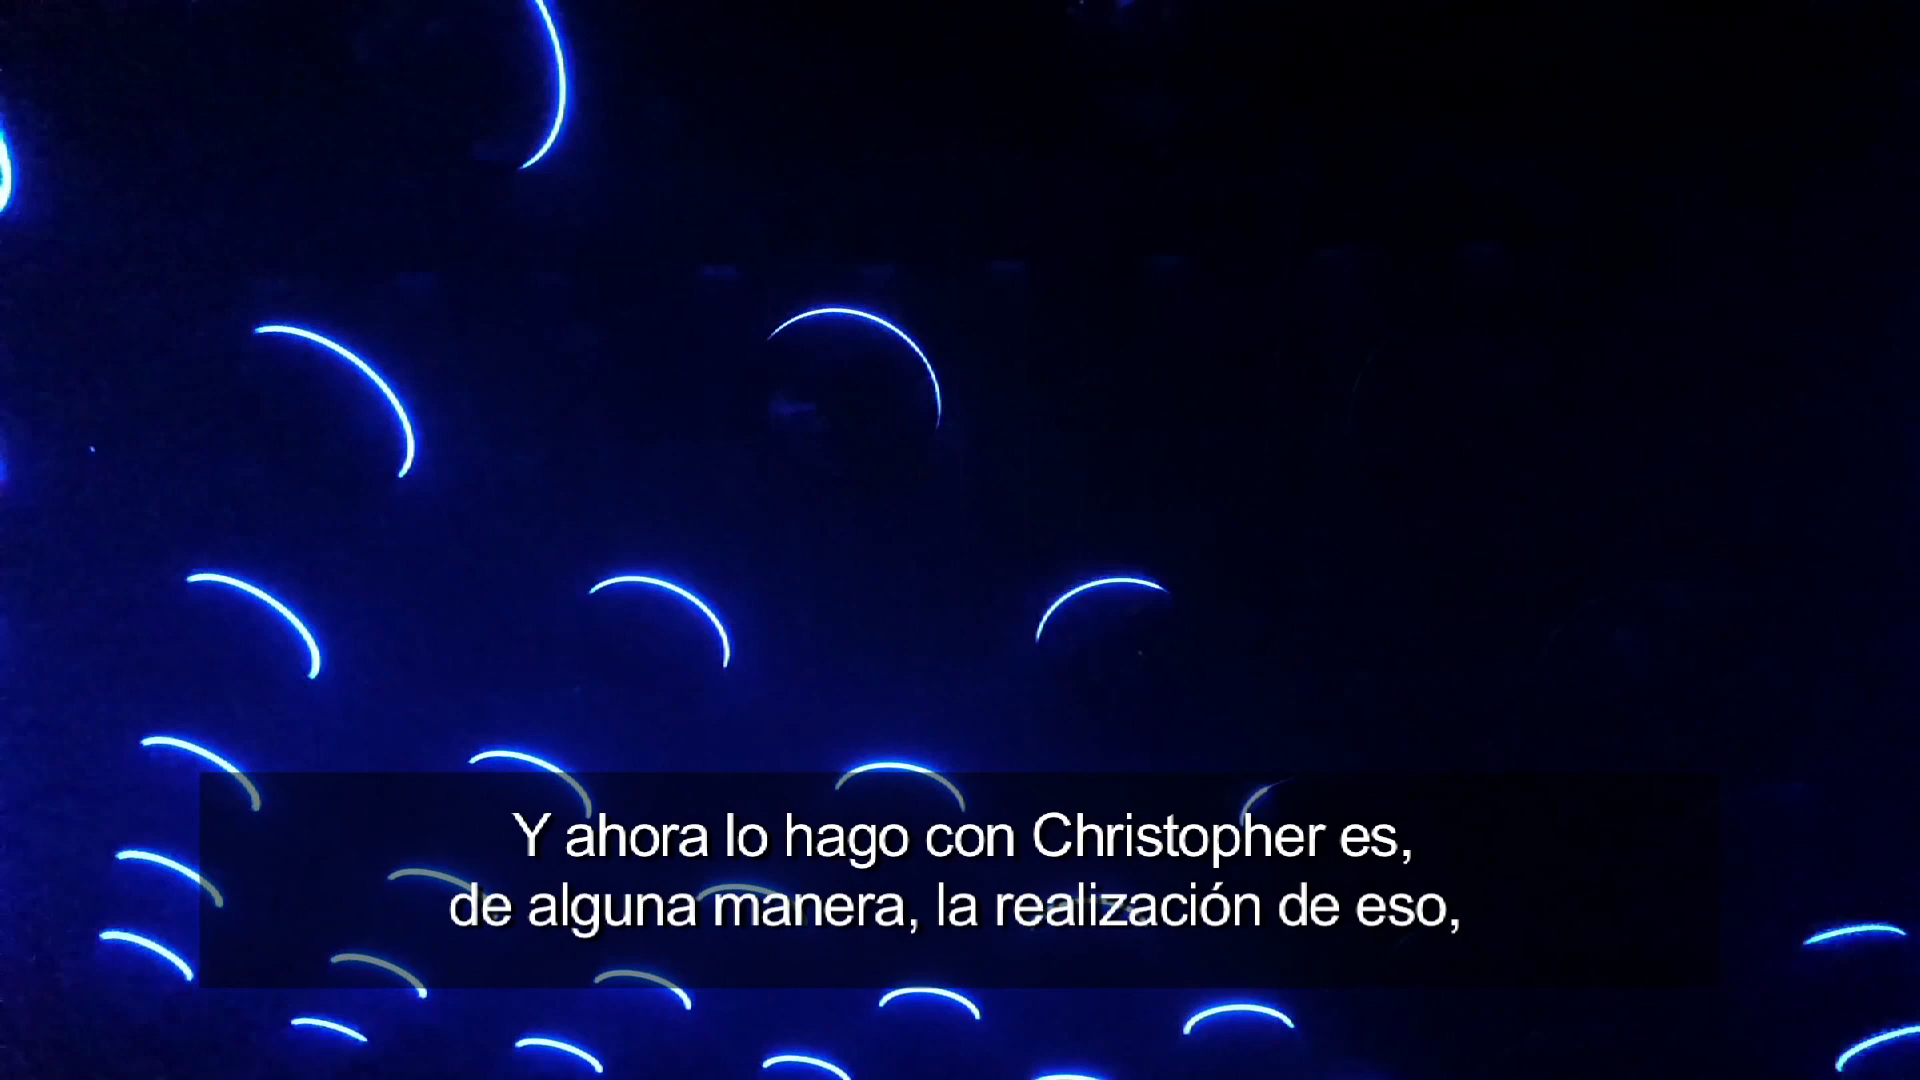 Y ahora lo hago con Christopher es,
de alguna manera, la realización de eso,